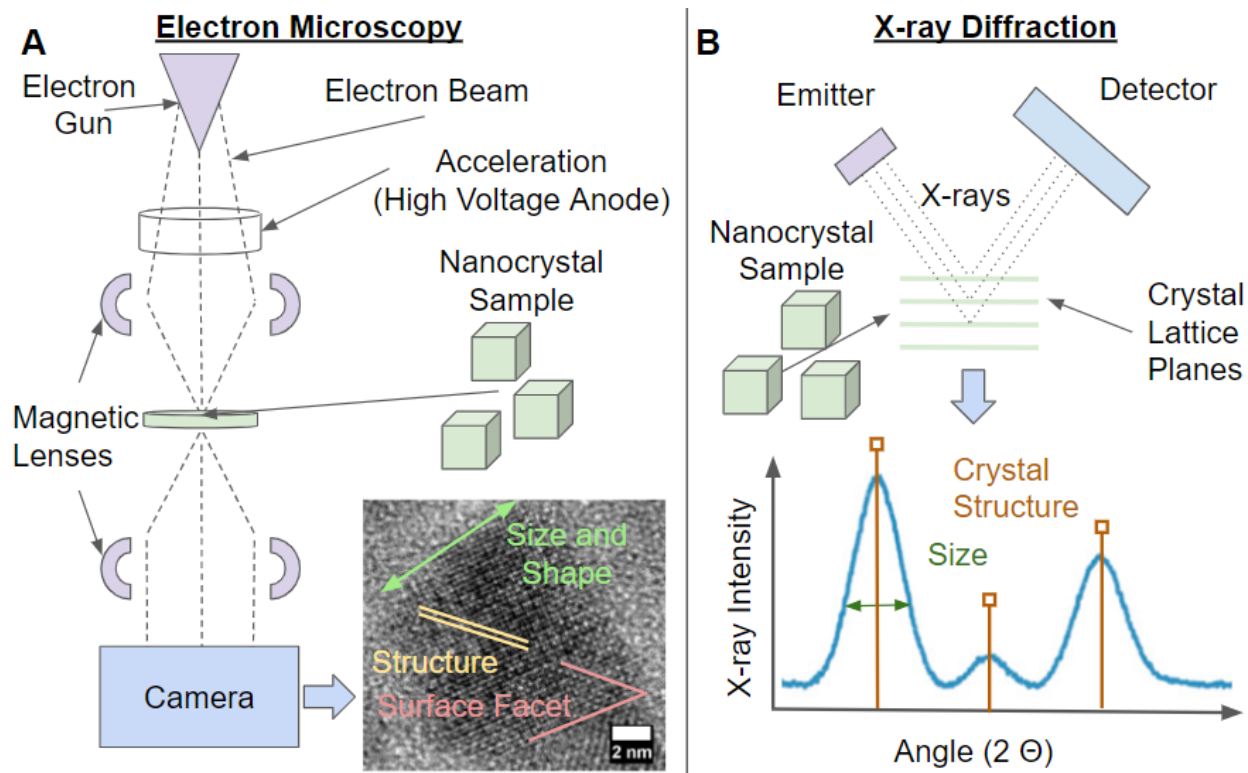 A
Electron Microscopy
Electron
Gun
Electron Beam
Acceleration
(High Voltage Anode)
Nanocrystal
Sample
Magnetic
Lenses
Camera
Size and
Shape
Structure
Surface Facet
2 nm
B
X-ray Diffraction
Emitter
Detector
X-rays
Nanocrystal
Sample
Crystal
Lattice
Planes
Crystal
Structure
Size
X-ray Intensity
Angle (2 Θ)